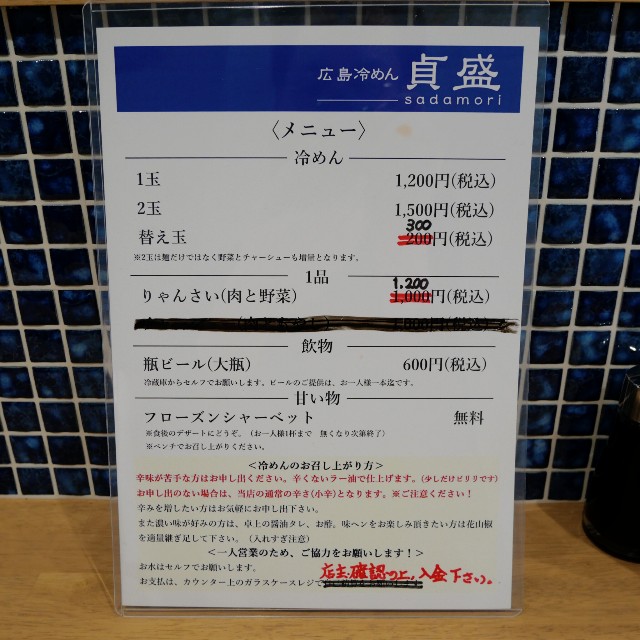 広島冷めん 貞盛
sadamori
〈メニュー〉
冷めん
1玉 1,200円(税込)
2玉 1,500円(税込)
300
替え玉 200円(税込)
※2玉は麺だけではなく野菜とチャーシューも増量となります。
1品
1.200
りゃんさい(肉と野菜) 1,000円(税込)
飲物
瓶ビール(大瓶) 600円(税込)
冷蔵庫からセルフでお願いします、ビールのご提供は、お一人様一本迄です。
甘い物
フローズンシャーベット 無料
※食後のデザートにどうぞ。（お一人様1杯まで 無くなり次第終了）
※ベンチでお召し上がりください。
<冷めんのお召し上がり方>
辛味が苦手な方はお申し出ください。辛くないラー油で仕上げます。(少しだけピリリです)
お申し出のない場合は、当店の通常の辛さ(小辛)となります。※ご注意ください！
辛みを増したい方はお気軽にお申し出下さい。
また濃い味が好みの方は、卓上の醤油タレ、お酢。味ヘンをお楽しみ頂きたい方は花山椒
を適量継ぎ足して下さい。（入れすぎ注意）
<一人営業のため、ご協力をお願いします！>
お水はセルフでお願いします。
お支払は、カウンター上のガラスケースレジで 店主確認の上、入金下さい。